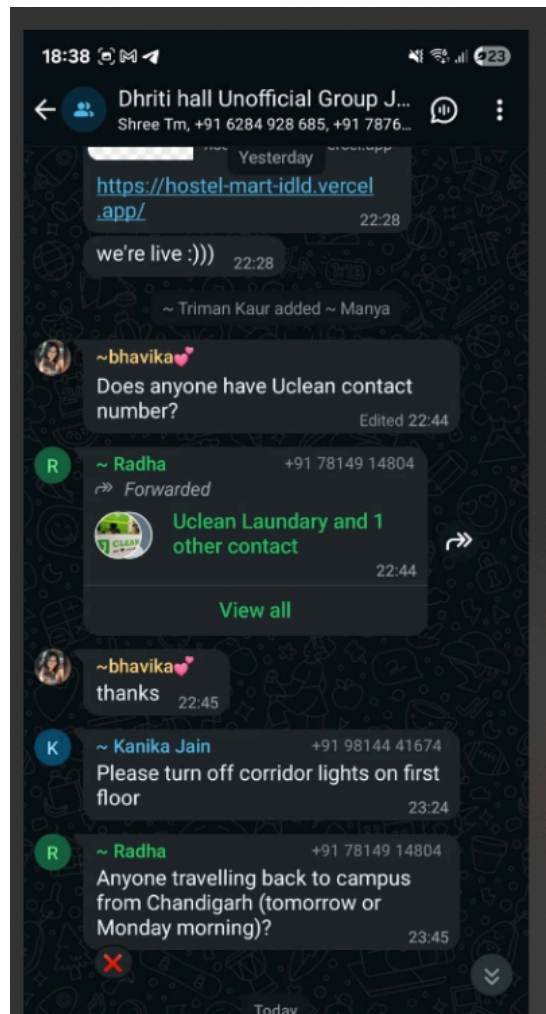 18:38
23
Dhriti hall Unofficial Group J...
Shree Tm, +91 6284 928 685, +91 7876...
Yesterday
https://hostel-mart-idld.vercel
.app/
22:28
we're live :)))
22:28
~ Triman Kaur added ~ Manya
~bhavika💕
Does anyone have Uclean contact
number?
Edited 22:44
R
~ Radha
+91 78149 14804
Forwarded
CLEAN
Uclean Laundary and 1
other contact
22:44
View all
~bhavika💕
thanks
22:45
K
~ Kanika Jain
+91 98144 41674
Please turn off corridor lights on first
floor
23:24
R
~ Radha
+91 78149 14804
Anyone travelling back to campus
from Chandigarh (tomorrow or
Monday morning)?
23:45
Today